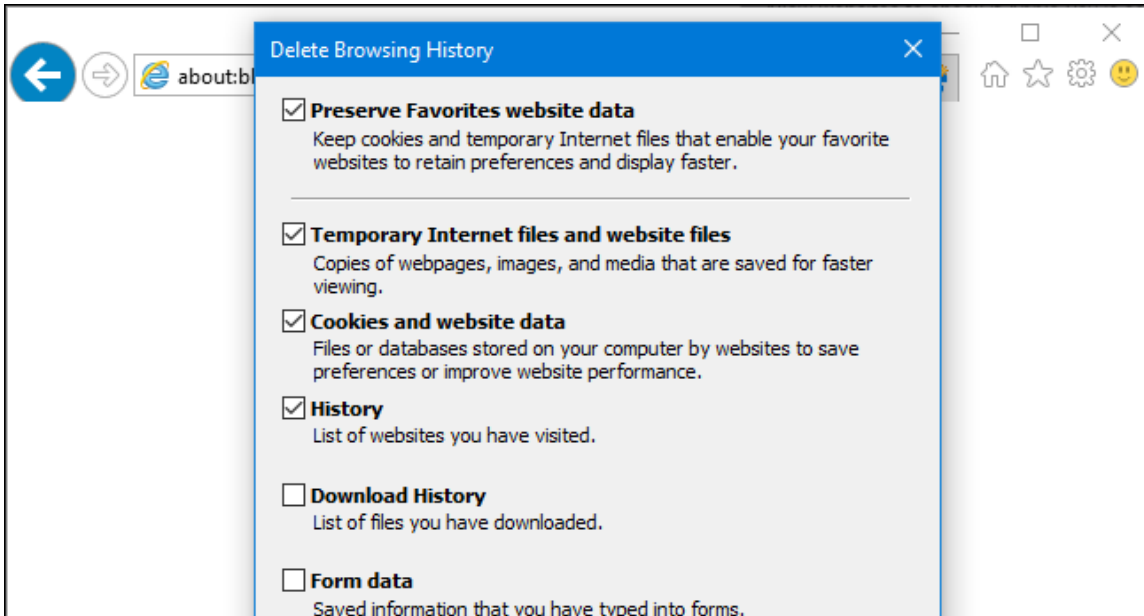 Delete Browsing History
about:bl
Preserve Favorites website data
Keep cookies and temporary Internet files that enable your favorite
websites to retain preferences and display faster.
Temporary Internet files and website files
Copies of webpages, images, and media that are saved for faster
viewing.
Cookies and website data
Files or databases stored on your computer by websites to save
preferences or improve website performance.
History
List of websites you have visited.
Download History
List of files you have downloaded.
Form data
Saved information that you have typed into forms.